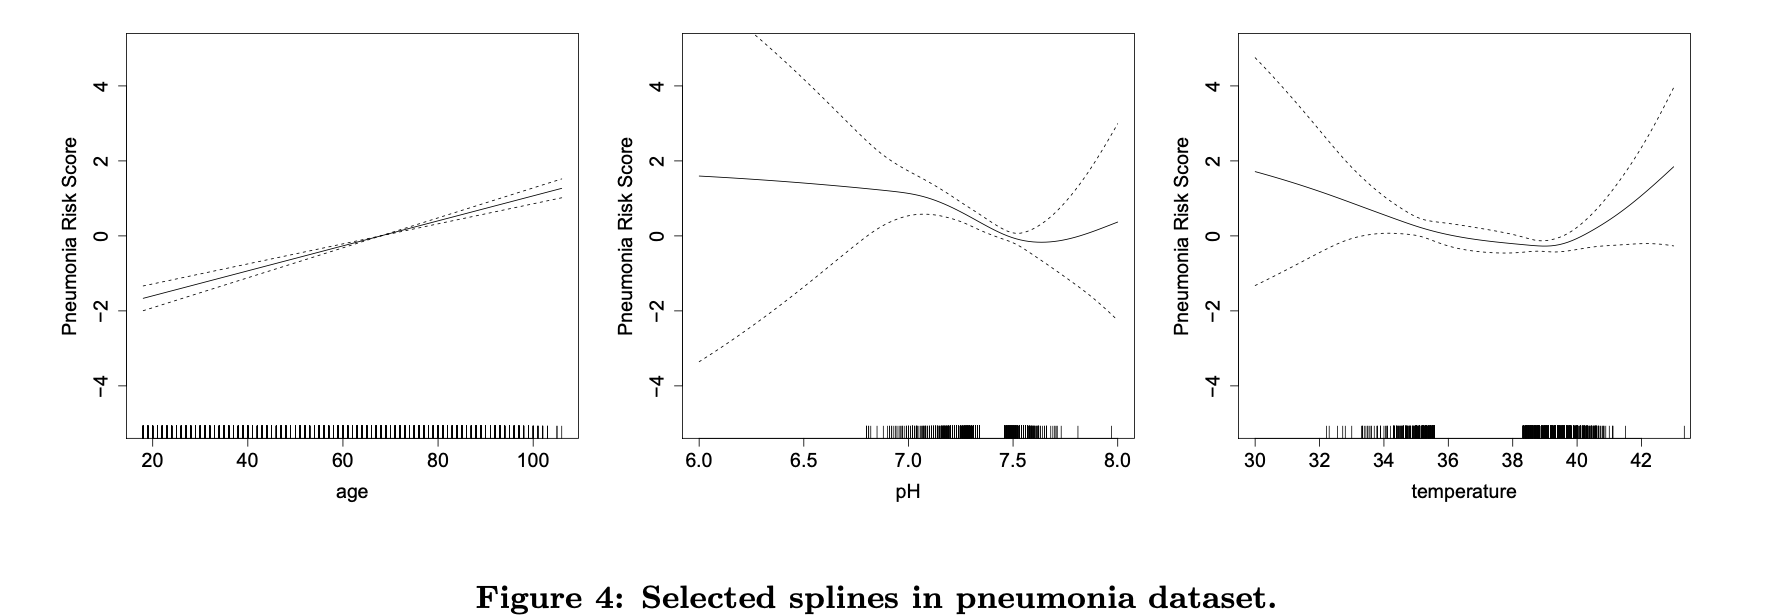 Pneumonia Risk Score
−4 −2 0 2 4
20 40 60 80 100
age
Pneumonia Risk Score
−4 −2 0 2 4
6.0 6.5 7.0 7.5 8.0
pH
Pneumonia Risk Score
−4 −2 0 2 4
30 32 34 36 38 40 42
temperature
Figure 4: Selected splines in pneumonia dataset.